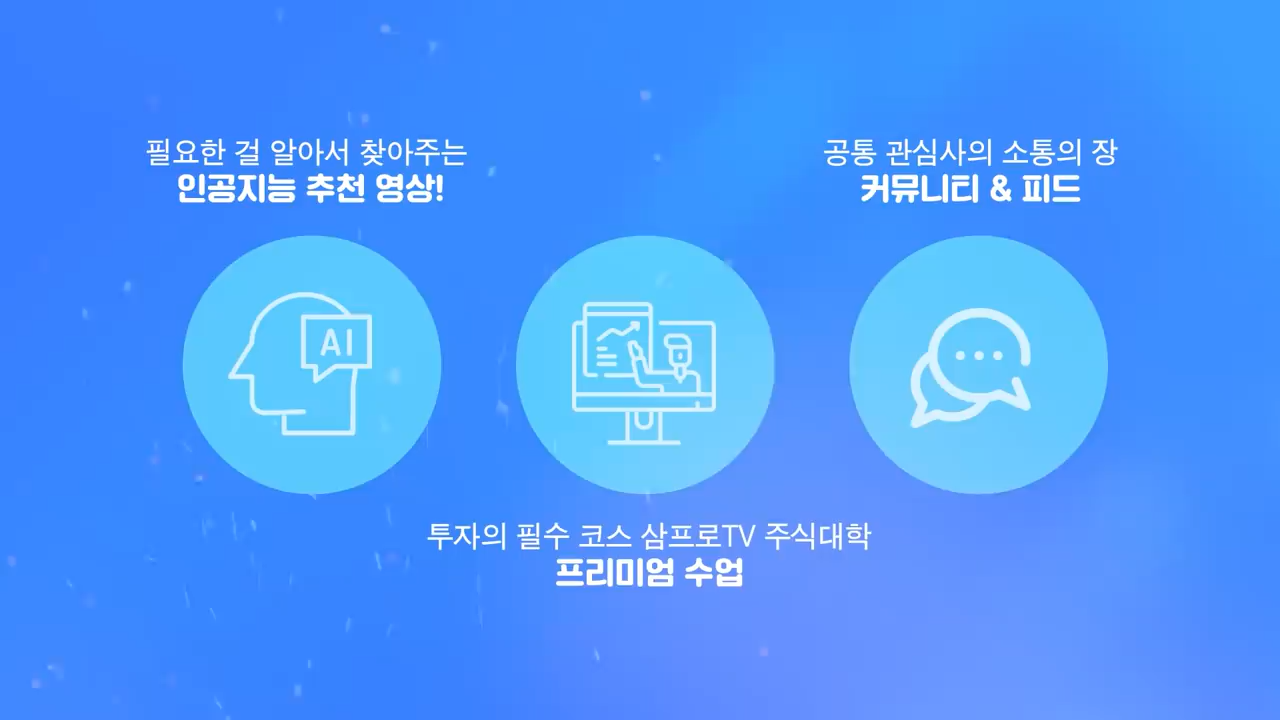 필요한 걸 알아서 찾아주는
인공지능 추천 영상!
AI
투자의 필수 코스 삼프로TV 주식대학
프리미엄 수업
공통 관심사의 소통의 장
커뮤니티 & 피드